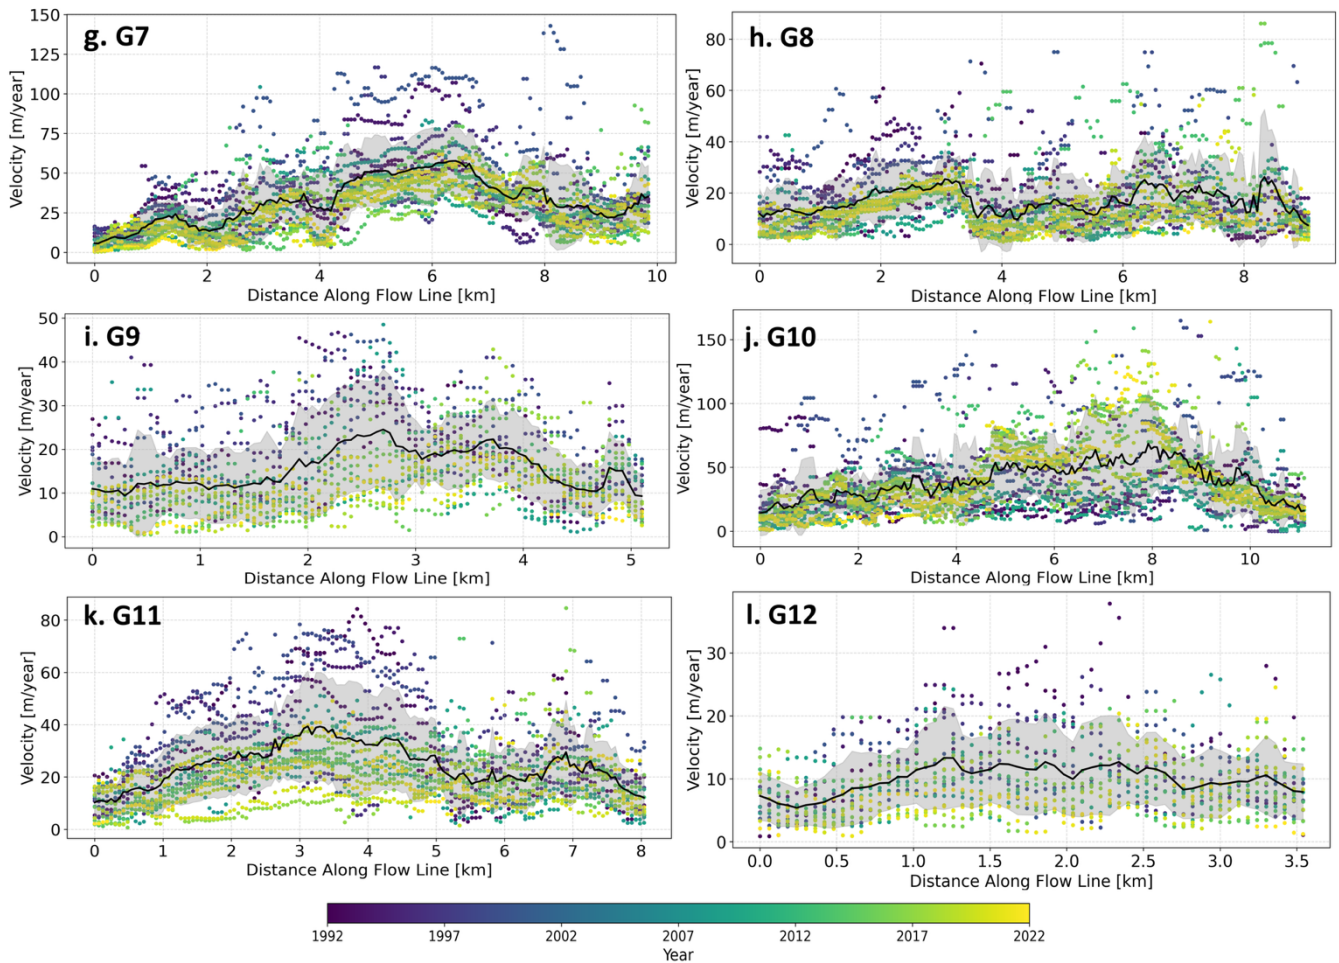 g. G7
150
125
100
75
50
25
0
Velocity [m/year]
0 2 4 6 8 10
Distance Along Flow Line [km]
h. G8
80
60
40
20
0
Velocity [m/year]
0 2 4 6 8
Distance Along Flow Line [km]
i. G9
50
40
30
20
10
0
Velocity [m/year]
0 1 2 3 4 5
Distance Along Flow Line [km]
j. G10
150
100
50
0
Velocity [m/year]
0 2 4 6 8 10
Distance Along Flow Line [km]
k. G11
80
60
40
20
0
Velocity [m/year]
0 1 2 3 4 5 6 7 8
Distance Along Flow Line [km]
l. G12
30
20
10
0
Velocity [m/year]
0.0 0.5 1.0 1.5 2.0 2.5 3.0 3.5
Distance Along Flow Line [km]
1992 1997 2002 2007 2012 2017 2022
Year